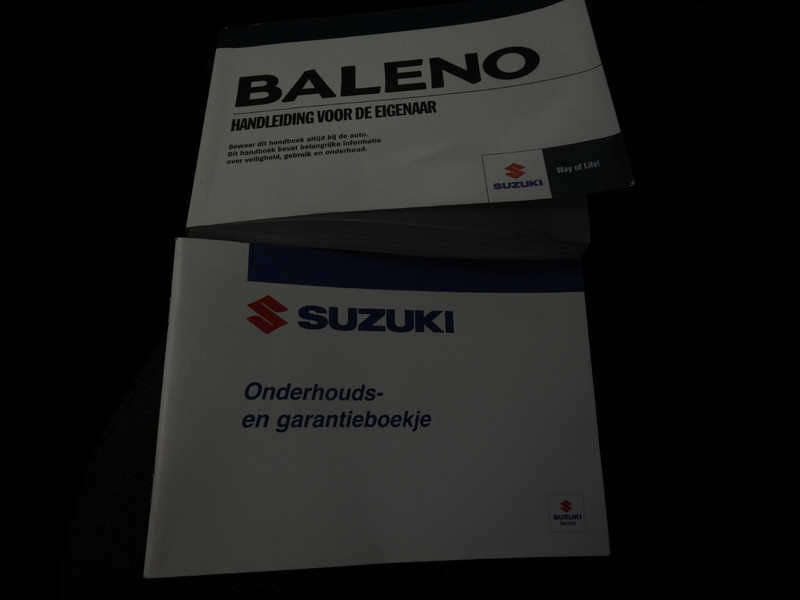 BALENO
HANDLEIDING VOOR DE EIGENAAR
Bewaar dit handboek altijd bij de auto.
Dit handboek bevat belangrijke informatie
over veiligheid, gebruik en onderhoud.
SUZUKI
Way of Life!
SUZUKI
Onderhouds-
en garantieboekje
SUZUKI
Service